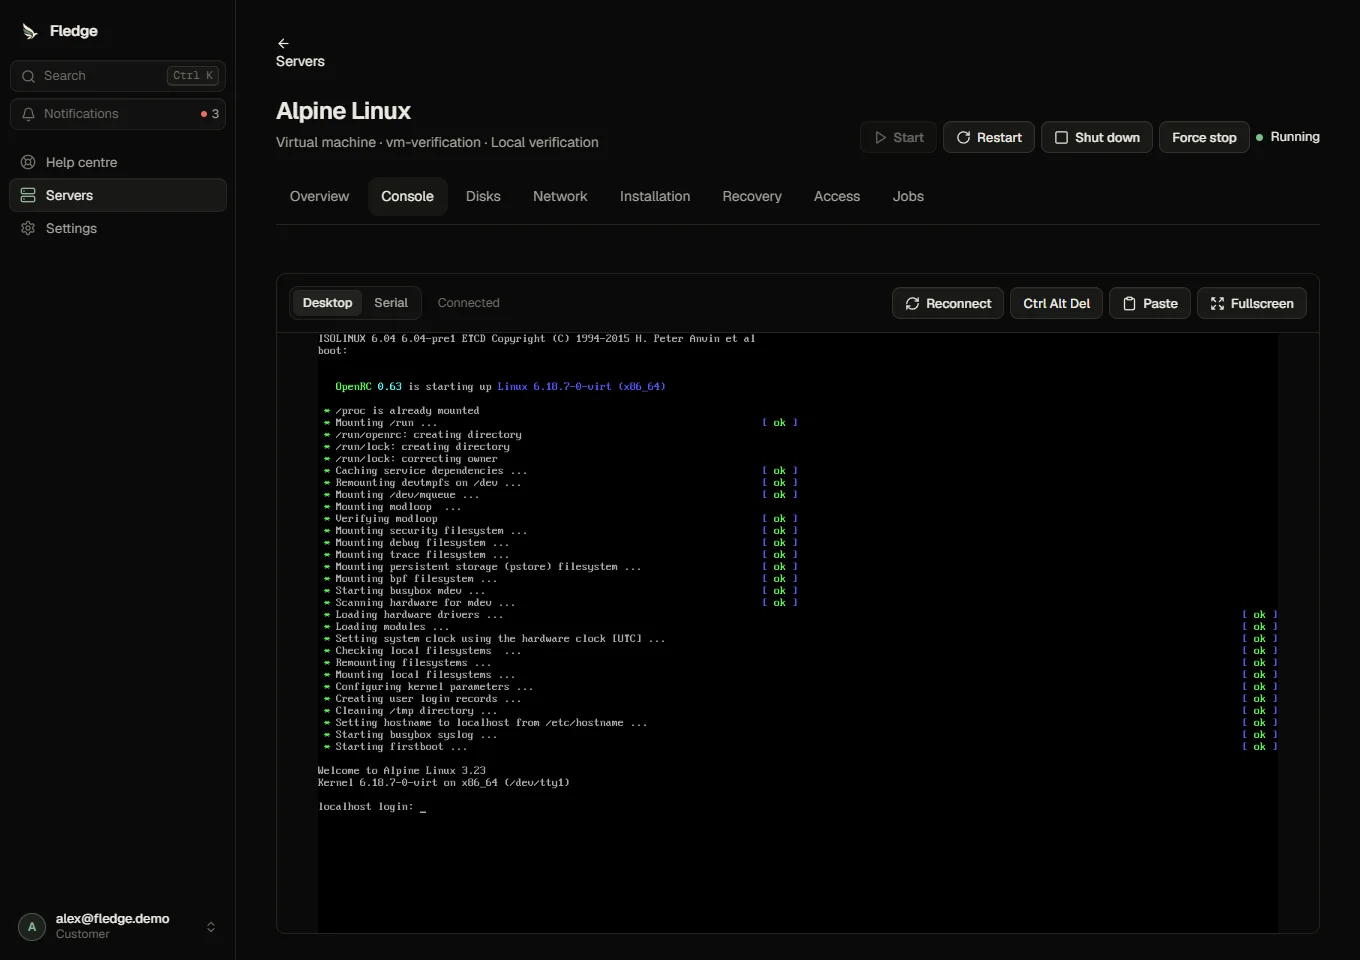 Fledge
Search Ctrl K
Notifications 3
Help centre
Servers
Settings
Servers
Alpine Linux
Virtual machine · vm-verification · Local verification
Start Restart Shut down Force stop Running
Overview Console Disks Network Installation Recovery Access Jobs
Desktop Serial Connected Reconnect Ctrl Alt Del Paste Fullscreen
ISOLINUX 6.04 6.04-pre1 ETCD Copyright (C) 1994-2015 H. Peter Anvin et al
boot:
OpenRC 0.63 is starting up Linux 6.18.7-0-virt (x86_64)
* /proc is already mounted
* Mounting /run ... [ ok ]
* /run/openrc: creating directory
* /run/lock: creating directory
* /run/lock: correcting owner
* Caching service dependencies ... [ ok ]
* Remounting devtmpfs on /dev ... [ ok ]
* Mounting /dev/mqueue ... [ ok ]
* Mounting modloop  ...
* Verifying modloop [ ok ]
* Mounting security filesystem ... [ ok ]
* Mounting debug filesystem ... [ ok ]
* Mounting trace filesystem ... [ ok ]
* Mounting persistent storage (pstore) filesystem ... [ ok ]
* Mounting bpf filesystem ... [ ok ]
* Starting busybox mdev ... [ ok ]
* Scanning hardware for mdev ... [ ok ]
* Loading hardware drivers ... [ ok ]
* Loading modules ... [ ok ]
* Setting system clock using the hardware clock [UTC] ... [ ok ]
* Checking local filesystems  ... [ ok ]
* Remounting filesystems ... [ ok ]
* Mounting local filesystems ... [ ok ]
* Configuring kernel parameters ... [ ok ]
* Creating user login records ... [ ok ]
* Cleaning /tmp directory ... [ ok ]
* Setting hostname to localhost from /etc/hostname ... [ ok ]
* Starting busybox syslog ... [ ok ]
* Starting firstboot ... [ ok ]
Welcome to Alpine Linux 3.23
Kernel 6.18.7-0-virt on x86_64 (/dev/tty1)
localhost login: _
A
alex@fledge.demo
Customer